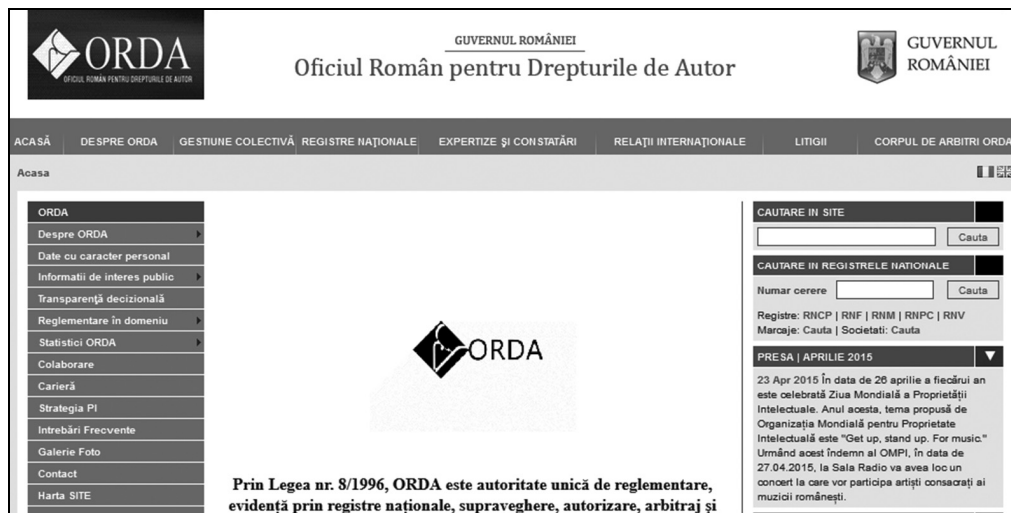 ORDA
OFICIUL ROMÂN PENTRU DREPTURILE DE AUTOR
GUVERNUL ROMÂNIEI
Oficiul Român pentru Drepturile de Autor
GUVERNUL
ROMÂNIEI
ACASĂ DESPRE ORDA GESTIUNE COLECTIVĂ REGISTRE NAŢIONALE EXPERTIZE ŞI CONSTATĂRI RELAŢII INTERNAŢIONALE LITIGII CORPUL DE ARBITRI ORDA
Acasa
ORDA
Despre ORDA
Date cu caracter personal
Informatii de interes public
Transparenţă decizională
Reglementare în domeniu
Statistici ORDA
Colaborare
Carieră
Strategia PI
Intrebări Frecvente
Galerie Foto
Contact
Harta SITE
ORDA
Prin Legea nr. 8/1996, ORDA este autoritate unică de reglementare,
evidență prin registre naționale, supraveghere, autorizare, arbitraj și
CAUTARE IN SITE
Cauta
CAUTARE IN REGISTRELE NATIONALE
Numar cerere Cauta
Registre: RNCP | RNF | RNM | RNPC | RNV
Marcaje: Cauta | Societati: Cauta
PRESA | APRILIE 2015
23 Apr 2015 În data de 26 aprilie a fiecărui an
este celebrată Ziua Mondială a Proprietății
Intelectuale. Anul acesta, tema propusă de
Organizația Mondială pentru Proprietate
Intelectuală este "Get up, stand up. For music."
Urmând acest îndemn al OMPI, în data de
27.04.2015, la Sala Radio va avea loc un
concert la care vor participa artiști consacrați ai
muzicii românești.